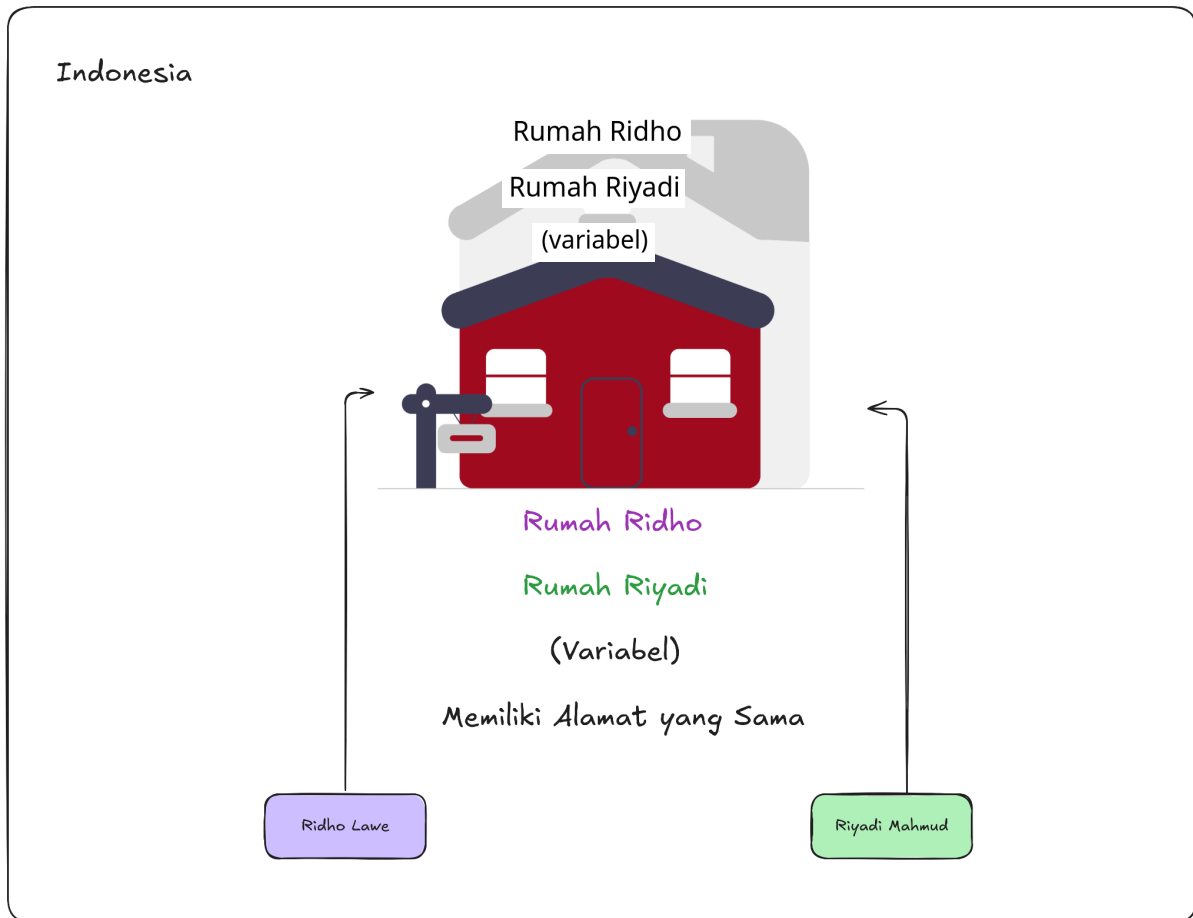 Indonesia
Rumah Ridho
Rumah Riyadi
(variabel)
Rumah Ridho
Rumah Riyadi
(Variabel)
Memiliki Alamat yang Sama
Ridho Lawe
Riyadi Mahmud